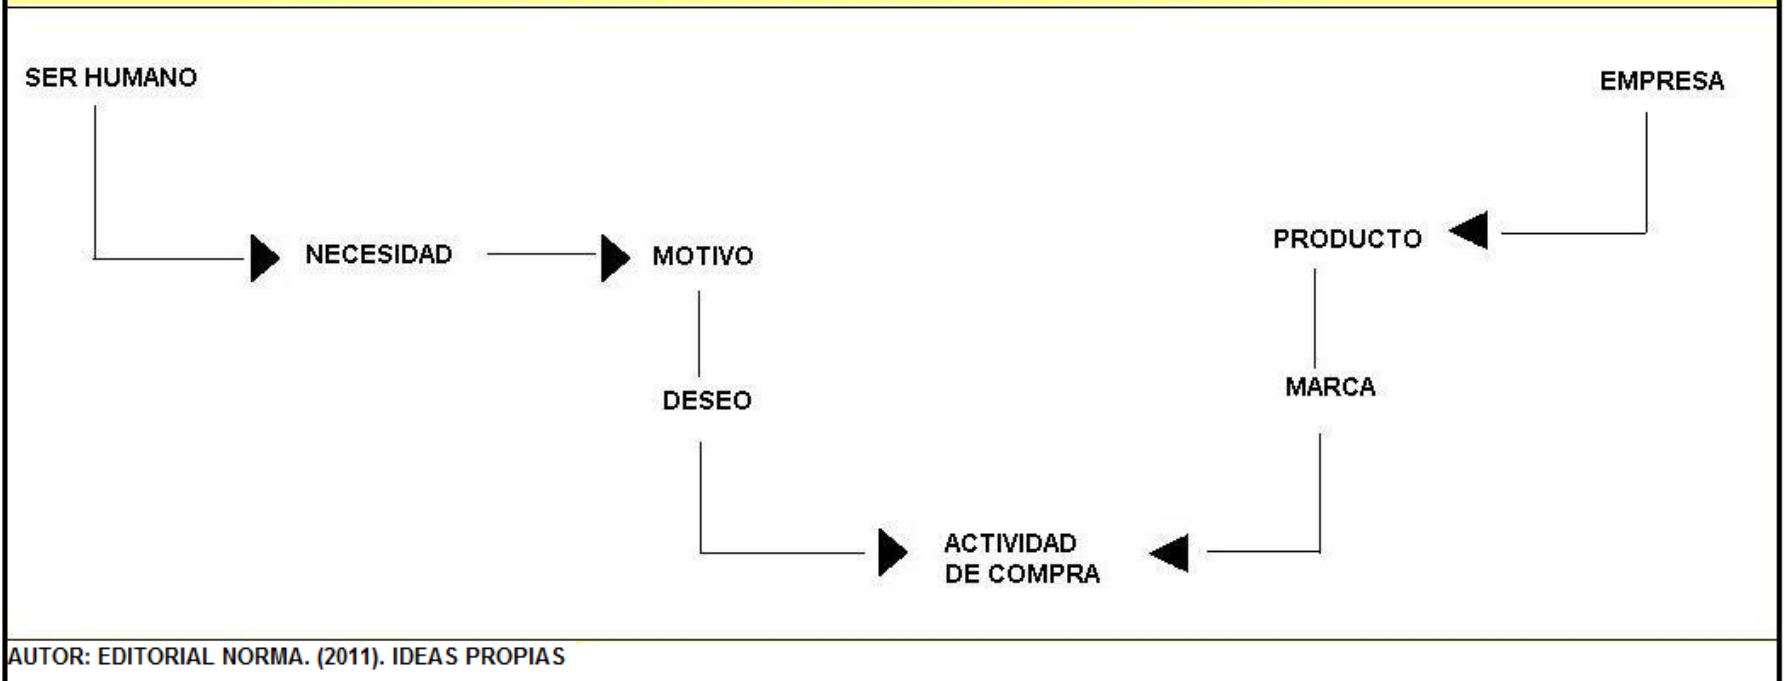 SER HUMANO
EMPRESA
NECESIDAD
MOTIVO
PRODUCTO
DESEO
MARCA
ACTIVIDAD
DE COMPRA
AUTOR: EDITORIAL NORMA. (2011). IDEAS PROPIAS